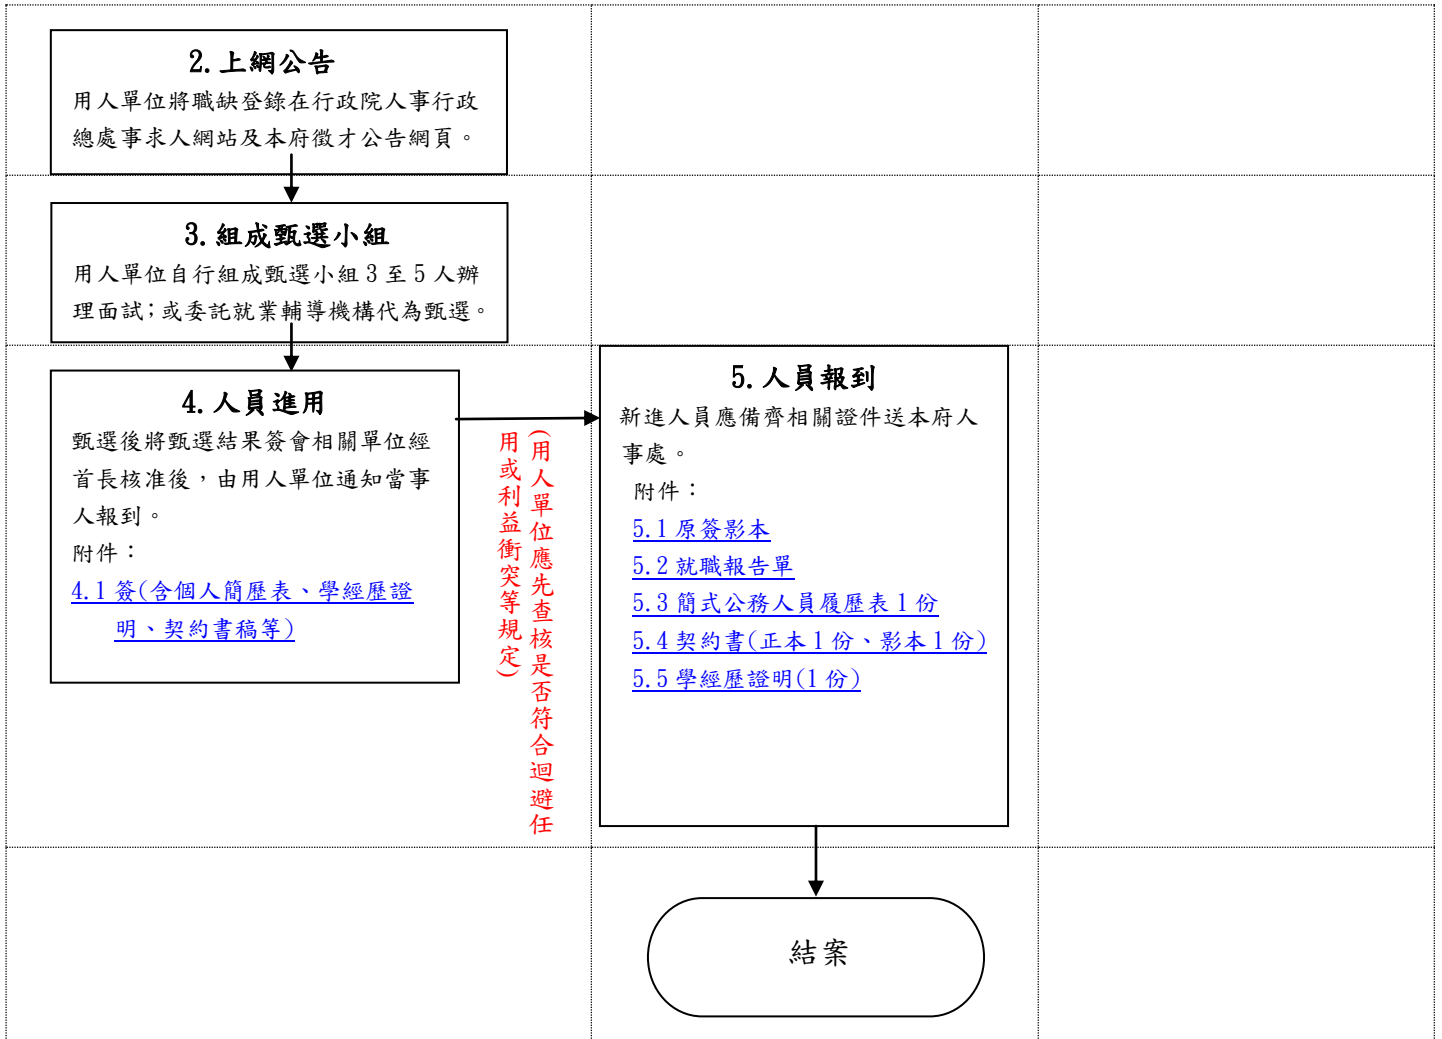 2.上網公告
用人單位將職缺登錄在行政院人事行政
總處事求人網站及本府徵才公告網頁。
3.組成甄選小組
用人單位自行組成甄選小組3至5人辦
理面試;或委託就業輔導機構代為甄選。
4.人員進用
甄選後將甄選結果簽會相關單位經
首長核准後，由用人單位通知當事
人報到。
附件：
4.1簽(含個人簡歷表、學經歷證
明、契約書稿等)
(用人單位應先查核是否符合迴避任
用或利益衝突等規定)
5.人員報到
新進人員應備齊相關證件送本府人
事處。
附件：
5.1原簽影本
5.2就職報告單
5.3簡式公務人員履歷表1份
5.4契約書(正本1份、影本1份)
5.5學經歷證明(1份)
結案